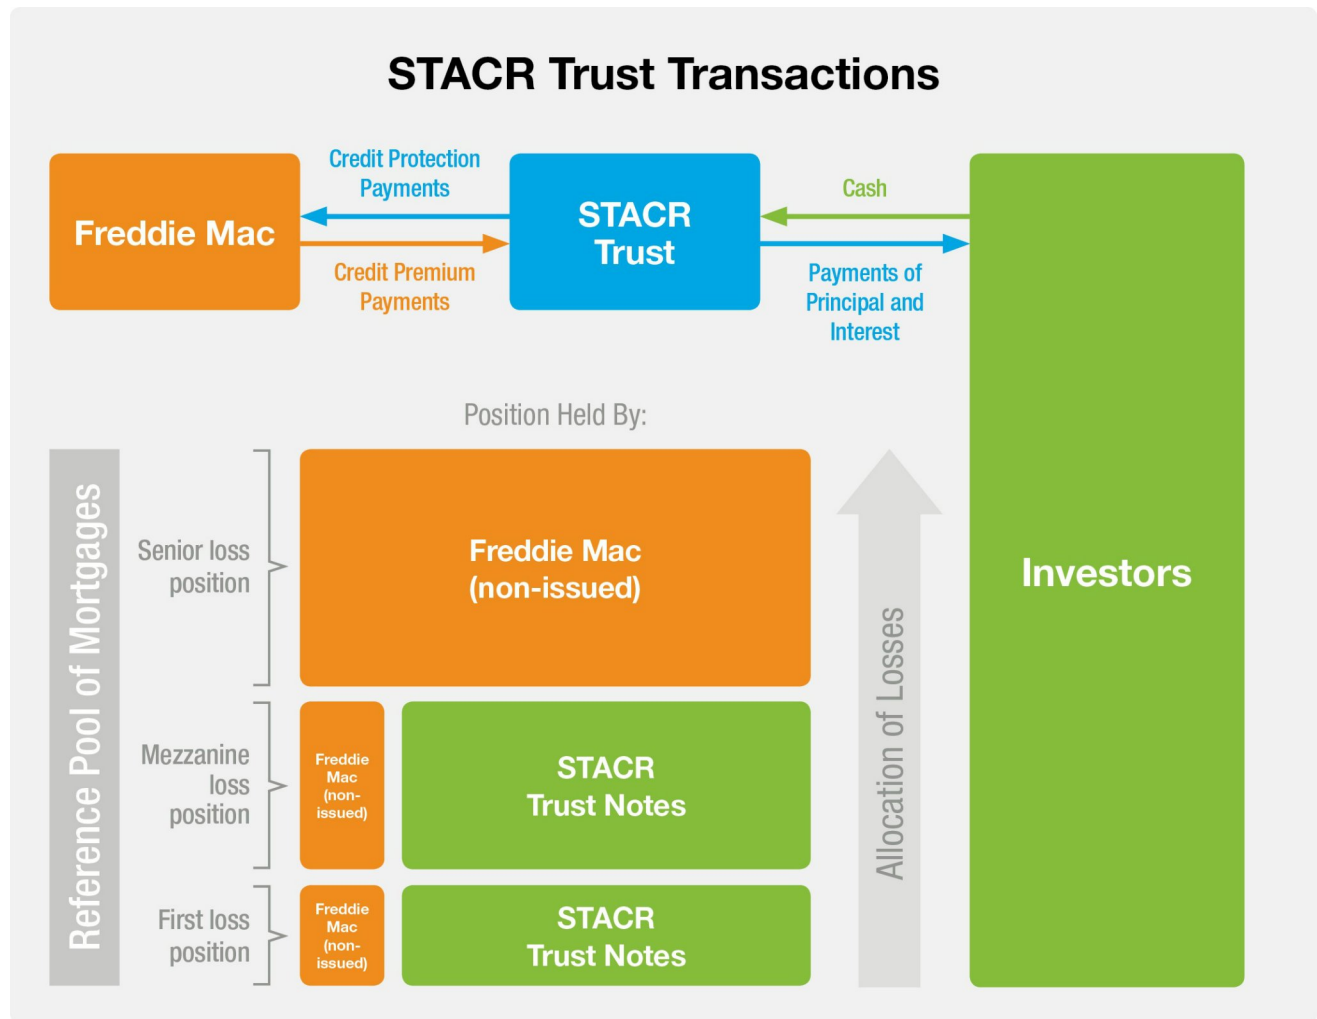 STACR Trust Transactions
Freddie Mac
Credit Protection
Payments
Credit Premium
Payments
STACR
Trust
Cash
Payments of
Principal and
Interest
Investors
Position Held By:
Reference Pool of Mortgages
Senior loss
position
Freddie Mac
(non-issued)
Mezzanine
loss
position
Freddie
Mac
(non-
issued)
STACR
Trust Notes
First loss
position
Freddie
Mac
(non-
issued)
STACR
Trust Notes
Allocation of Losses